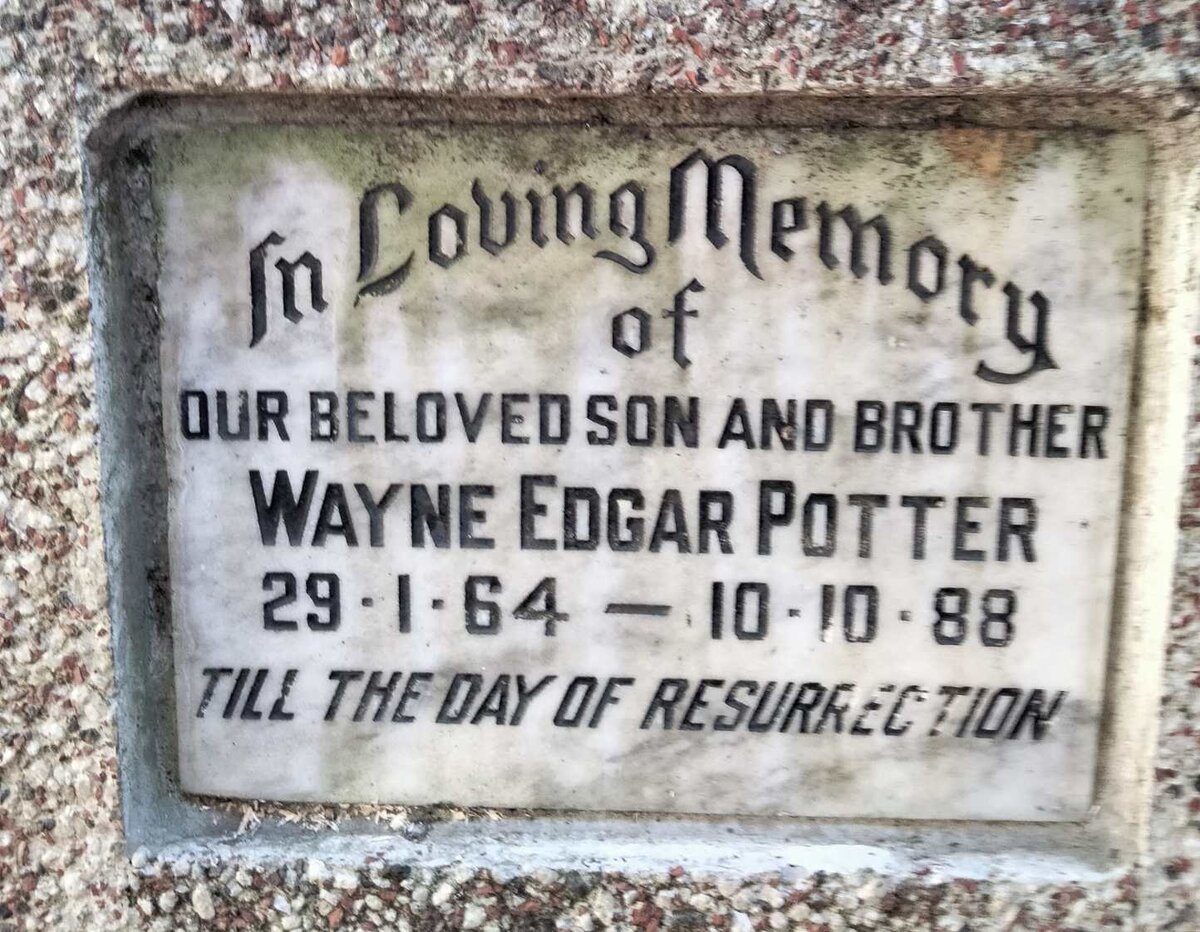 In Loving Memory
of
OUR BELOVED SON AND BROTHER
WAYNE EDGAR POTTER
29·1·64 — 10·10·88
TILL THE DAY OF RESURRECTION